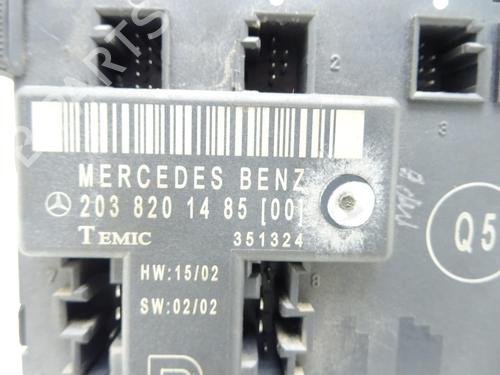 MERCEDES BENZ
203 820 14 85 [00]
TEMIC 351324
HW:15/02
SW:02/02
2
3
Q5
8